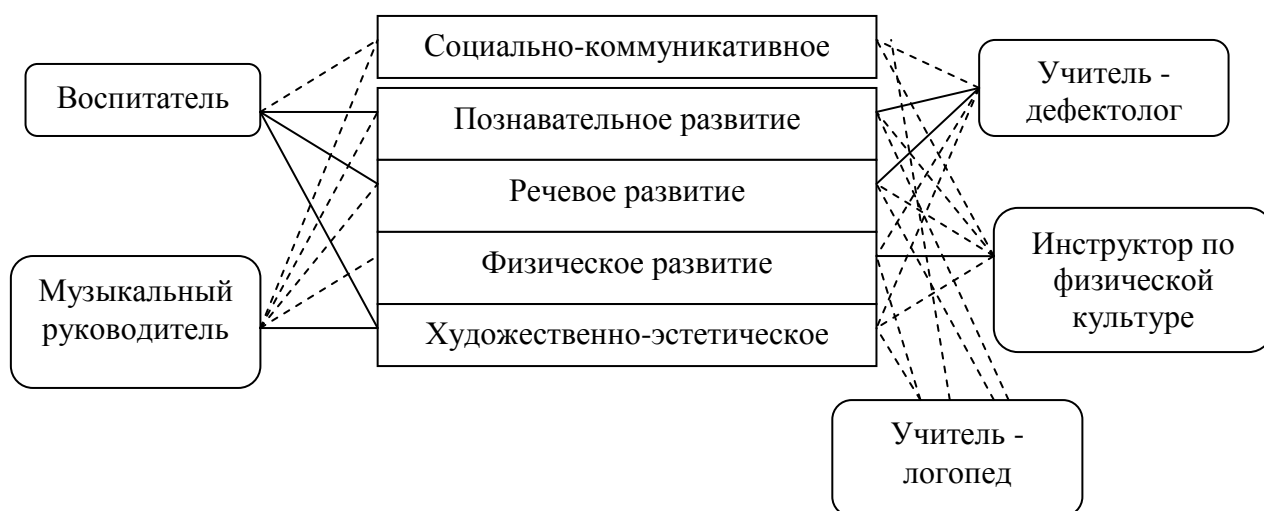 Социально-коммуникативное
Воспитатель
Познавательное развитие
Речевое развитие
Физическое развитие
Художественно-эстетическое
Музыкальный
руководитель
Учитель -
дефектолог
Инструктор по
физической
культуре
Учитель -
логопед